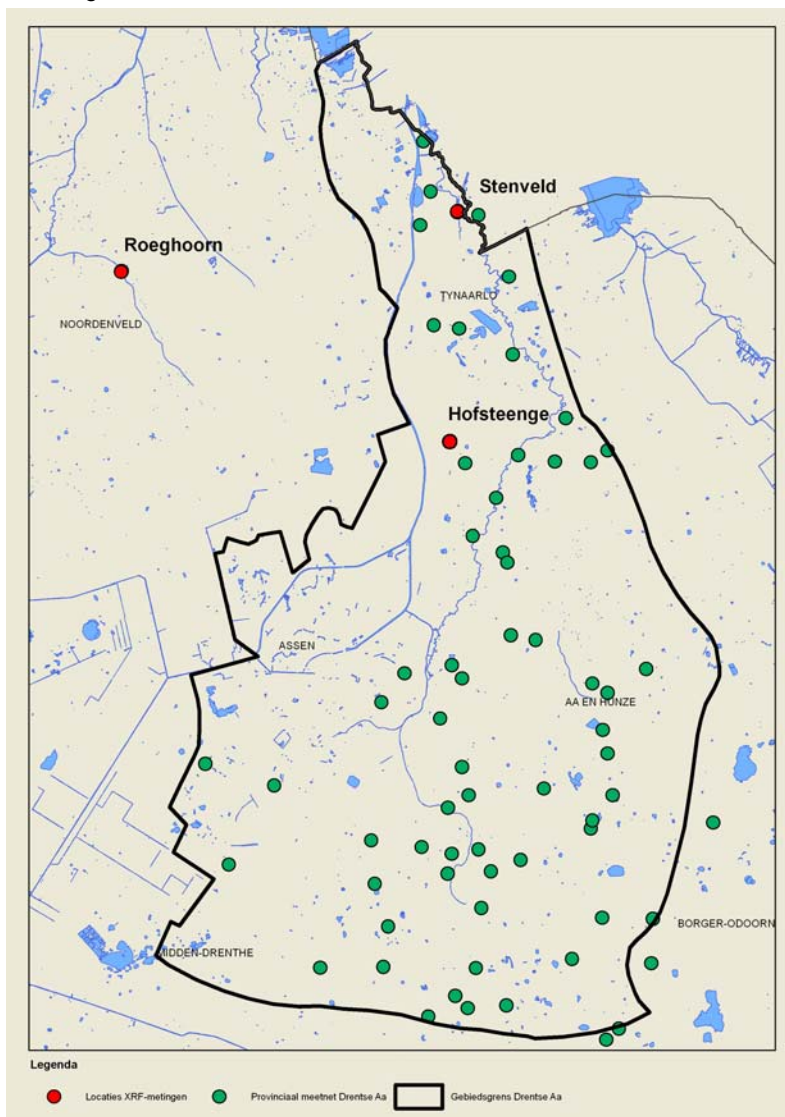 Stenveld
Roeghoorn
TYNAARLO
NOORDENVELD
Hofsteenge
ASSEN
AA EN HUNZE
BORGER-ODOORN
MIDDEN-DRENTHE
Legenda
Locaties XRF-metingen Provinciaal meetnet Drentse Aa Gebiedsgrens Drentse Aa